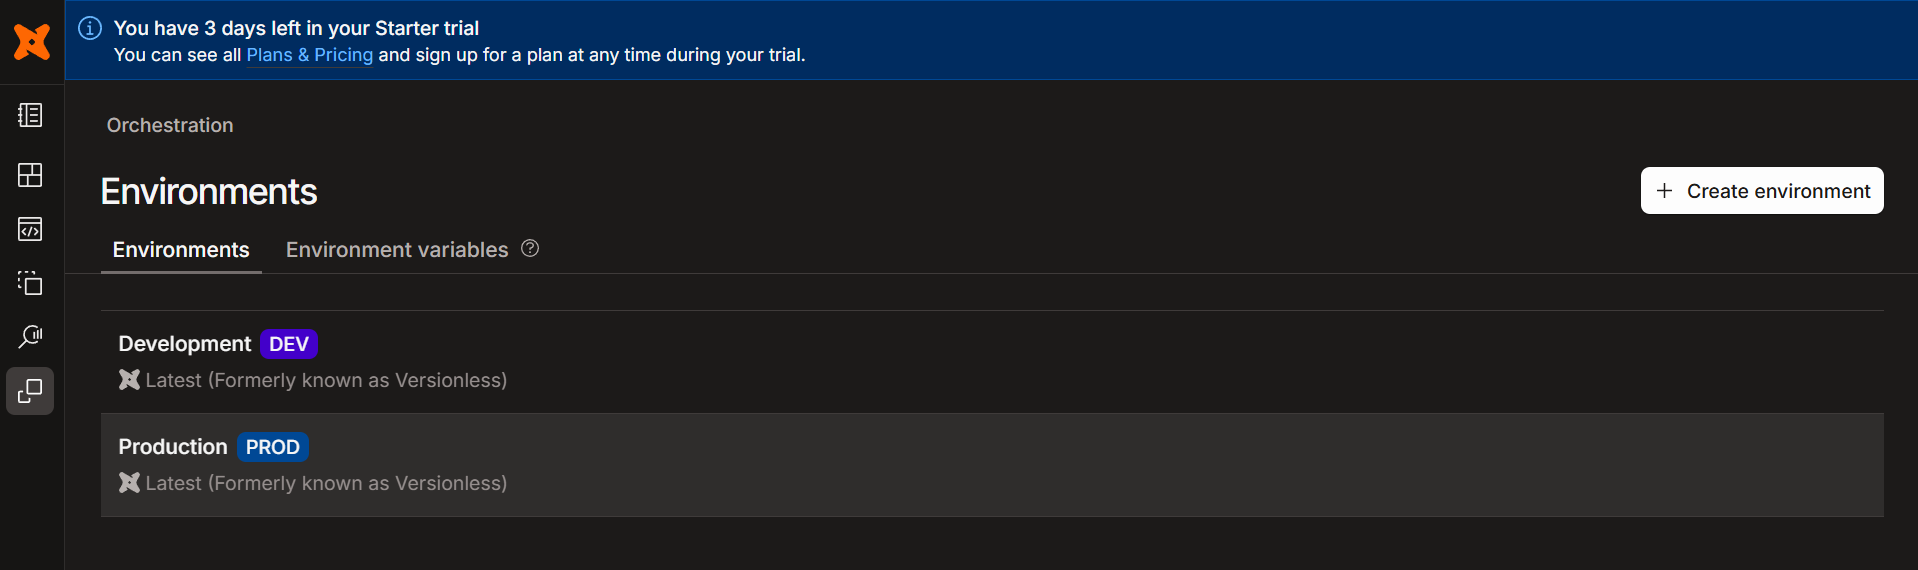 You have 3 days left in your Starter trial
You can see all Plans & Pricing and sign up for a plan at any time during your trial.
Orchestration
Environments
+ Create environment
Environments
Environment variables
Development DEV
Latest (Formerly known as Versionless)
Production PROD
Latest (Formerly known as Versionless)